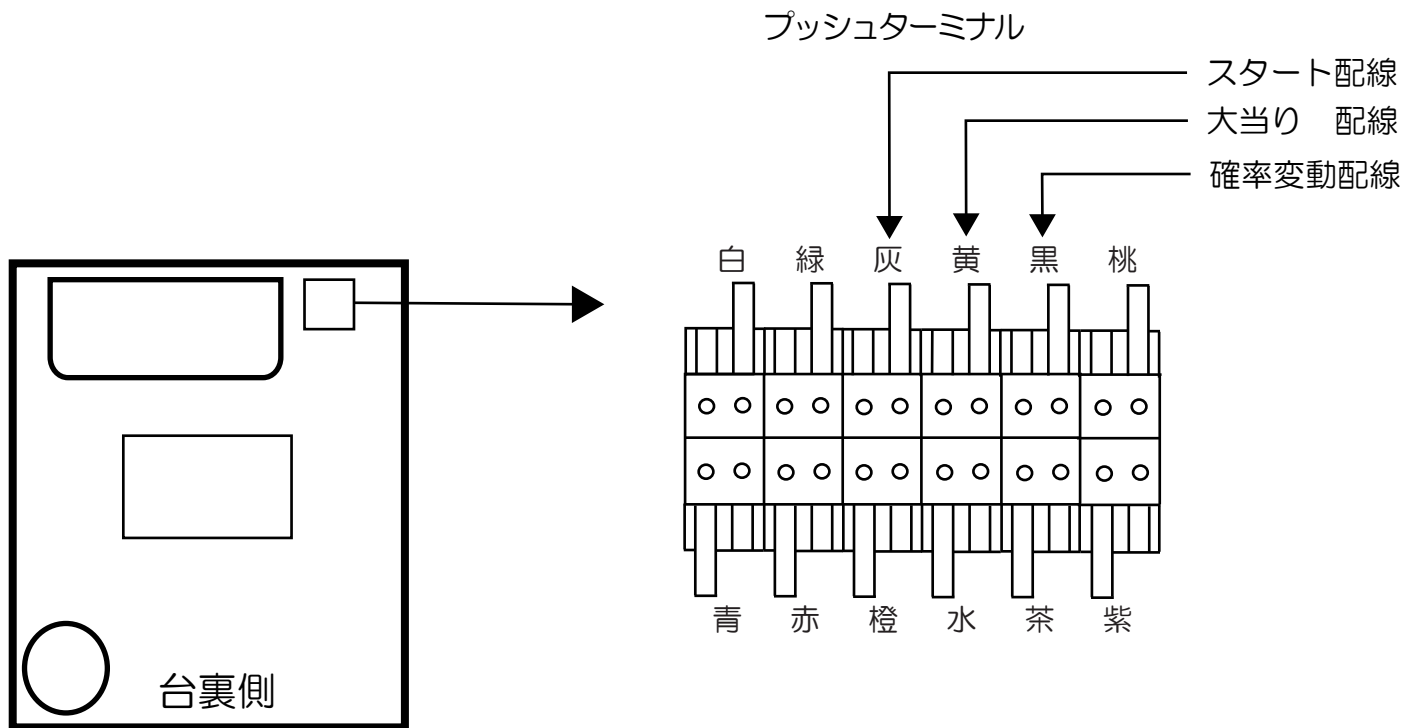 プッシュターミナル
スタート配線
大当り　配線
確率変動配線
白 緑 灰 黄 黒 桃
青 赤 橙 水 茶 紫
台裏側